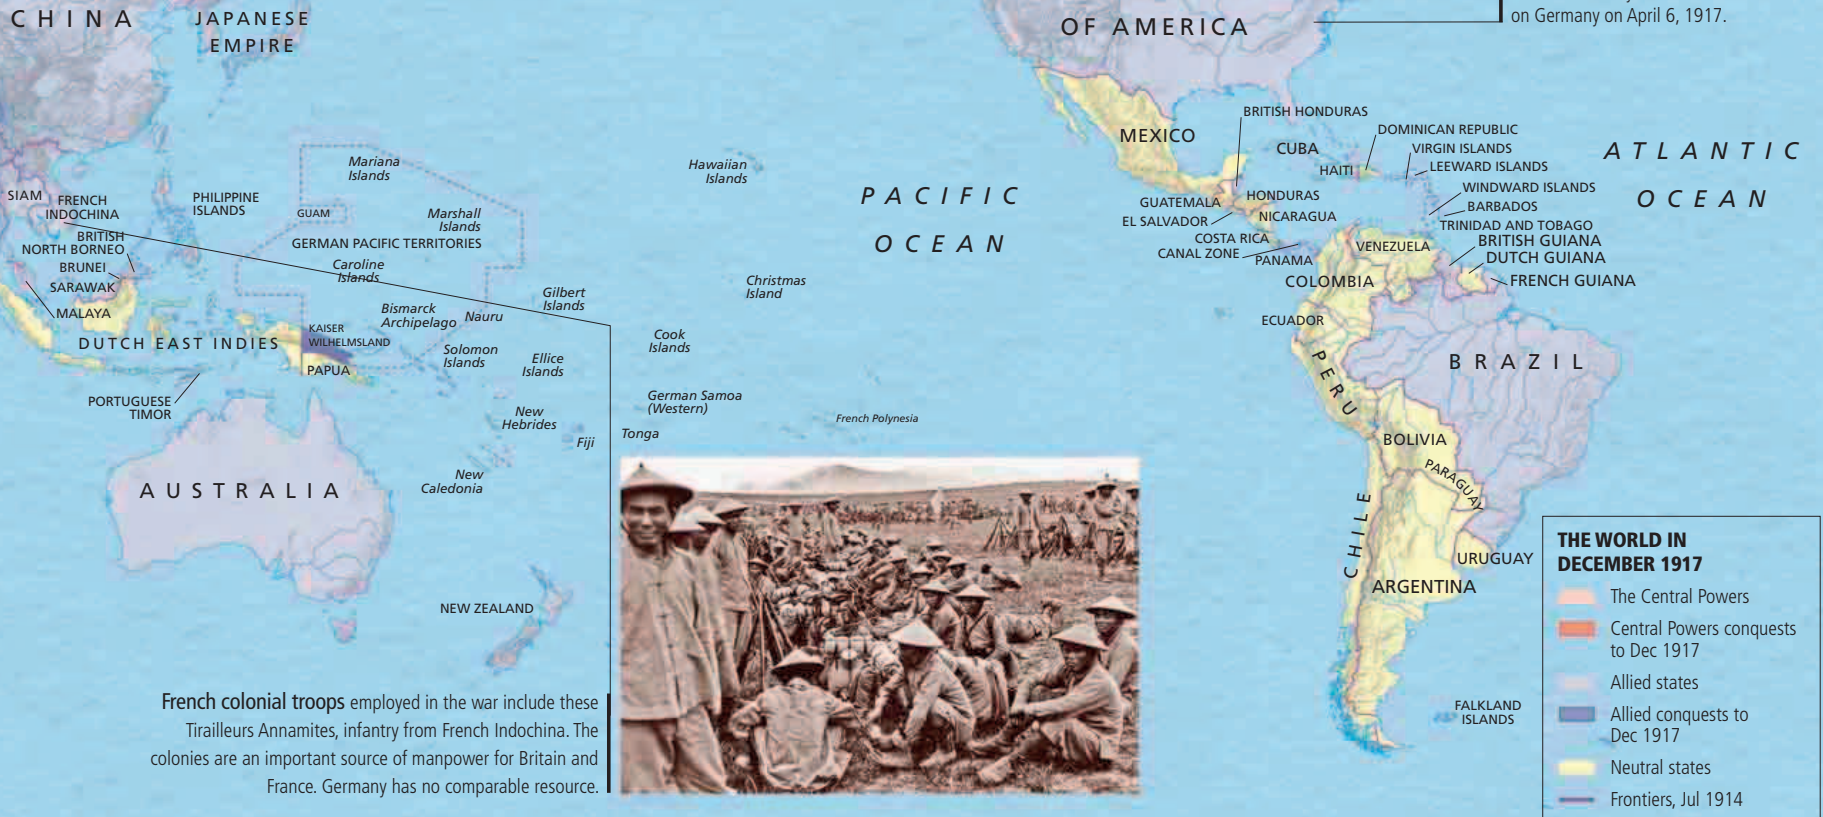 CHINA
JAPANESE
EMPIRE
OF AMERICA
on Germany on April 6, 1917.
MEXICO
BRITISH HONDURAS
CUBA
DOMINICAN REPUBLIC
HAITI
VIRGIN ISLANDS
LEEWARD ISLANDS
WINDWARD ISLANDS
BARBADOS
TRINIDAD AND TOBAGO
ATLANTIC
OCEAN
GUATEMALA
HONDURAS
EL SALVADOR
NICARAGUA
COSTA RICA
CANAL ZONE
PANAMA
VENEZUELA
BRITISH GUIANA
DUTCH GUIANA
FRENCH GUIANA
COLOMBIA
ECUADOR
PERU
BRAZIL
BOLIVIA
PARAGUAY
CHILE
URUGUAY
ARGENTINA
FALKLAND
ISLANDS
PACIFIC
OCEAN
Hawaiian
Islands
Mariana
Islands
GUAM
Marshall
Islands
GERMAN PACIFIC TERRITORIES
Caroline
Islands
SIAM
FRENCH
INDOCHINA
PHILIPPINE
ISLANDS
BRITISH
NORTH BORNEO
BRUNEI
SARAWAK
MALAYA
DUTCH EAST INDIES
KAISER
WILHELMSLAND
PAPUA
Bismarck
Archipelago
Nauru
Gilbert
Islands
Christmas
Island
Solomon
Islands
Ellice
Islands
Cook
Islands
German Samoa
(Western)
French Polynesia
PORTUGUESE
TIMOR
New
Hebrides
Fiji
Tonga
New
Caledonia
AUSTRALIA
NEW ZEALAND
French colonial troops employed in the war include these
Tirailleurs Annamites, infantry from French Indochina. The
colonies are an important source of manpower for Britain and
France. Germany has no comparable resource.
THE WORLD IN
DECEMBER 1917
The Central Powers
Central Powers conquests
to Dec 1917
Allied states
Allied conquests to
Dec 1917
Neutral states
Frontiers, Jul 1914